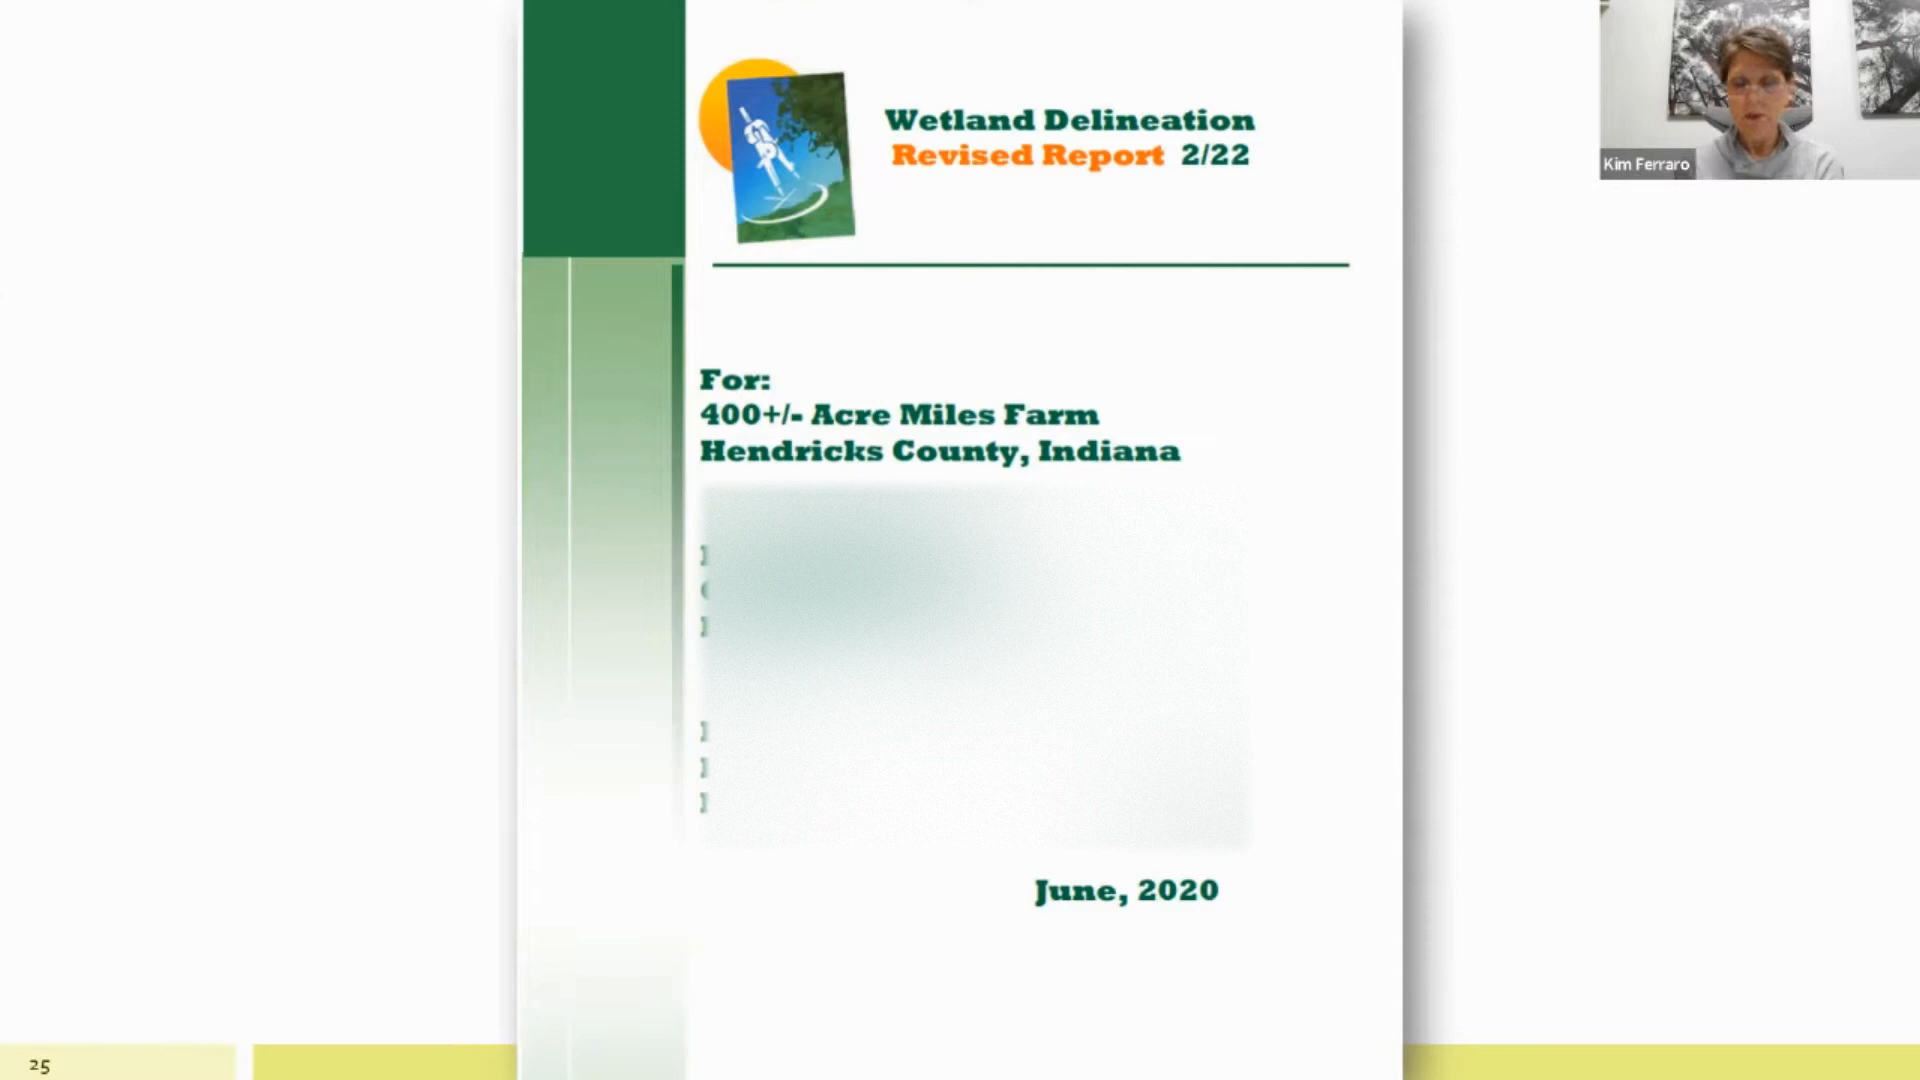 Wetland Delineation
Revised Report 2/22
For:
400+/- Acre Miles Farm
Hendricks County, Indiana
June, 2020
Kim Ferraro
25